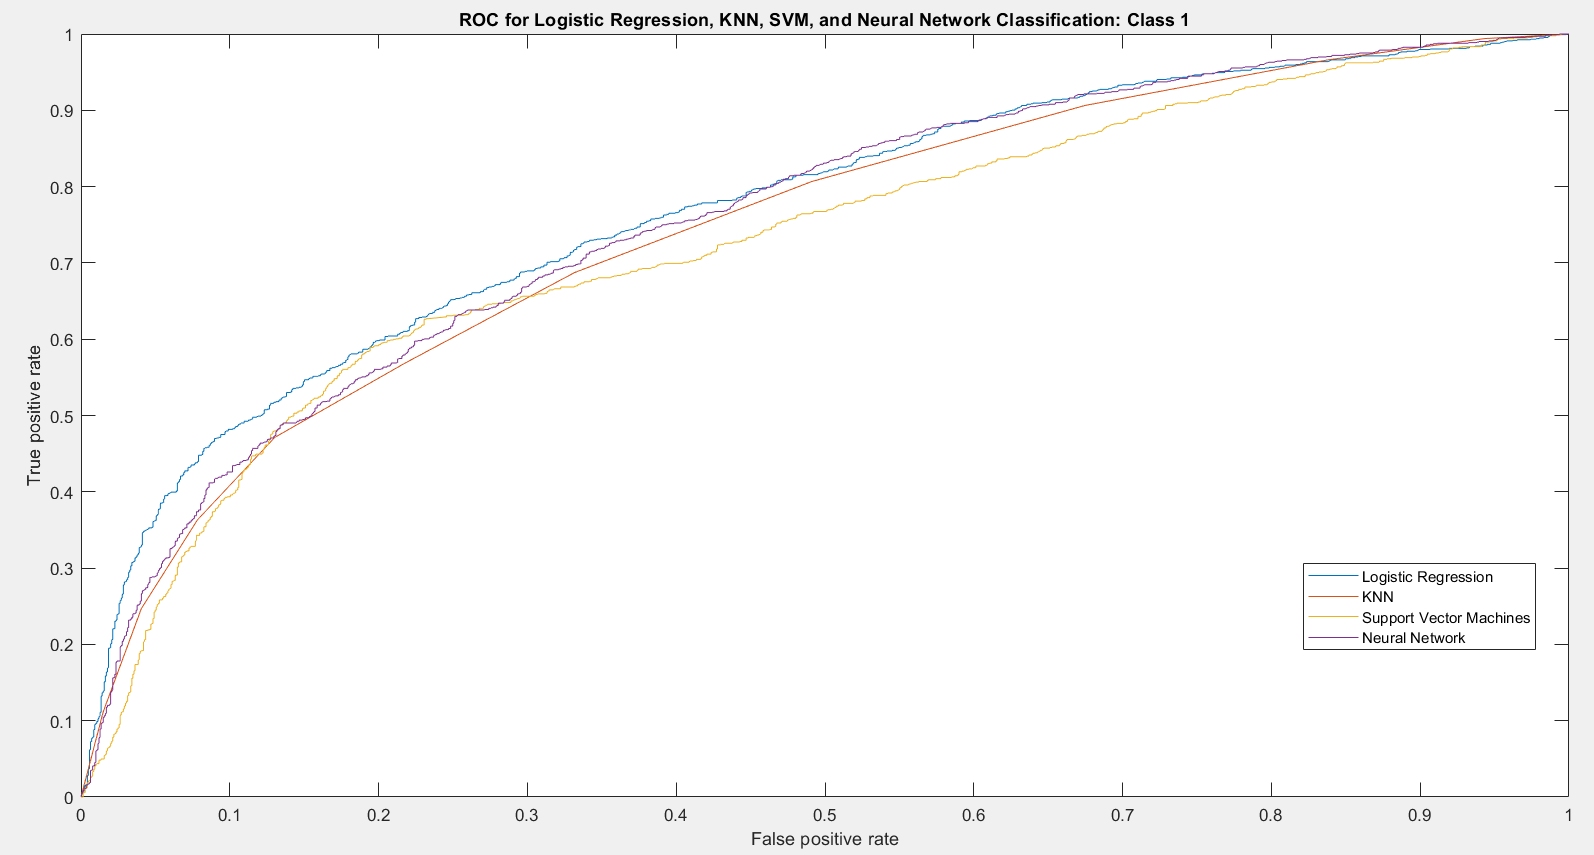 ROC for Logistic Regression, KNN, SVM, and Neural Network Classification: Class 1
1
0.9
0.8
0.7
0.6
0.5
0.4
0.3
0.2
0.1
0
True positive rate
Logistic Regression
KNN
Support Vector Machines
Neural Network
0 0.1 0.2 0.3 0.4 0.5 0.6 0.7 0.8 0.9 1
False positive rate